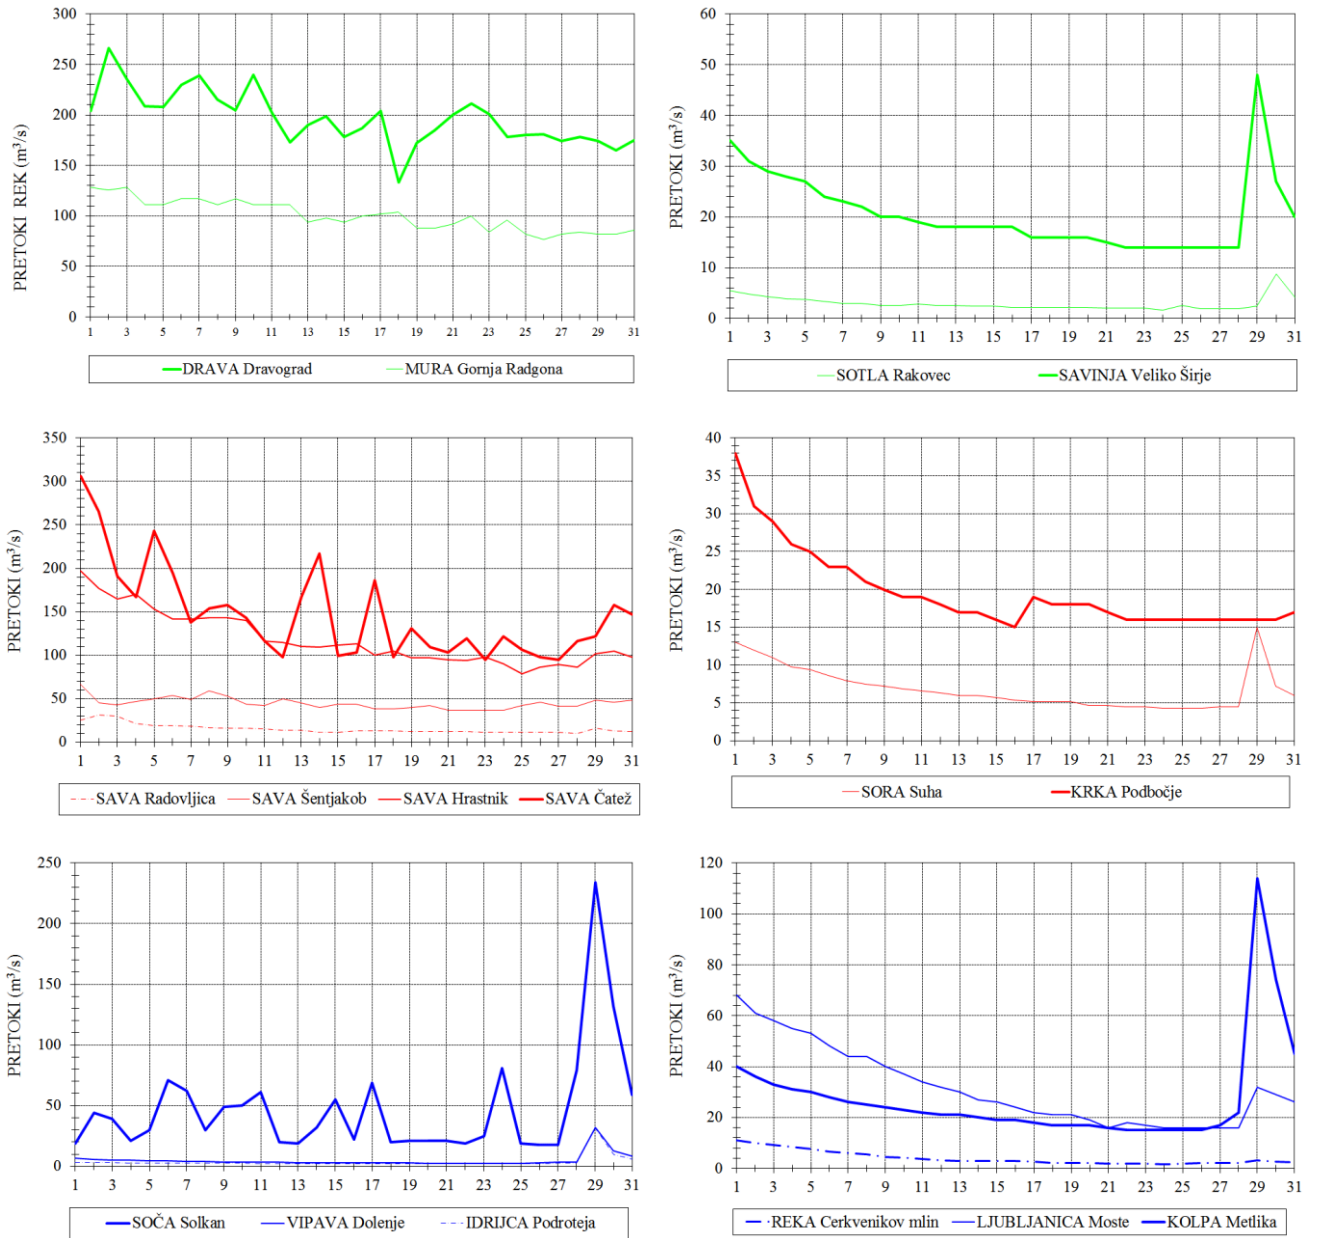 PRETOKI REK (m³/s)
300
250
200
150
100
50
0
1 3 5 7 9 11 13 15 17 19 21 23 25 27 29 31
DRAVA Dravograd MURA Gornja Radgona
PRETOKI (m³/s)
60
50
40
30
20
10
0
1 3 5 7 9 11 13 15 17 19 21 23 25 27 29 31
SOTLA Rakovec SAVINJA Veliko Širje
PRETOKI (m³/s)
350
300
250
200
150
100
50
0
1 3 5 7 9 11 13 15 17 19 21 23 25 27 29 31
SAVA Radovljica SAVA Šentjakob SAVA Hrastnik SAVA Čatež
PRETOKI (m³/s)
40
35
30
25
20
15
10
5
0
1 3 5 7 9 11 13 15 17 19 21 23 25 27 29 31
SORA Suha KRKA Podbočje
PRETOKI (m³/s)
250
200
150
100
50
0
1 3 5 7 9 11 13 15 17 19 21 23 25 27 29 31
SOČA Solkan VIPAVA Dolenje IDRIJCA Podroteja
PRETOKI (m³/s)
120
100
80
60
40
20
0
1 3 5 7 9 11 13 15 17 19 21 23 25 27 29 31
REKA Cerkvenikov mlin LJUBLJANICA Moste KOLPA Metlika